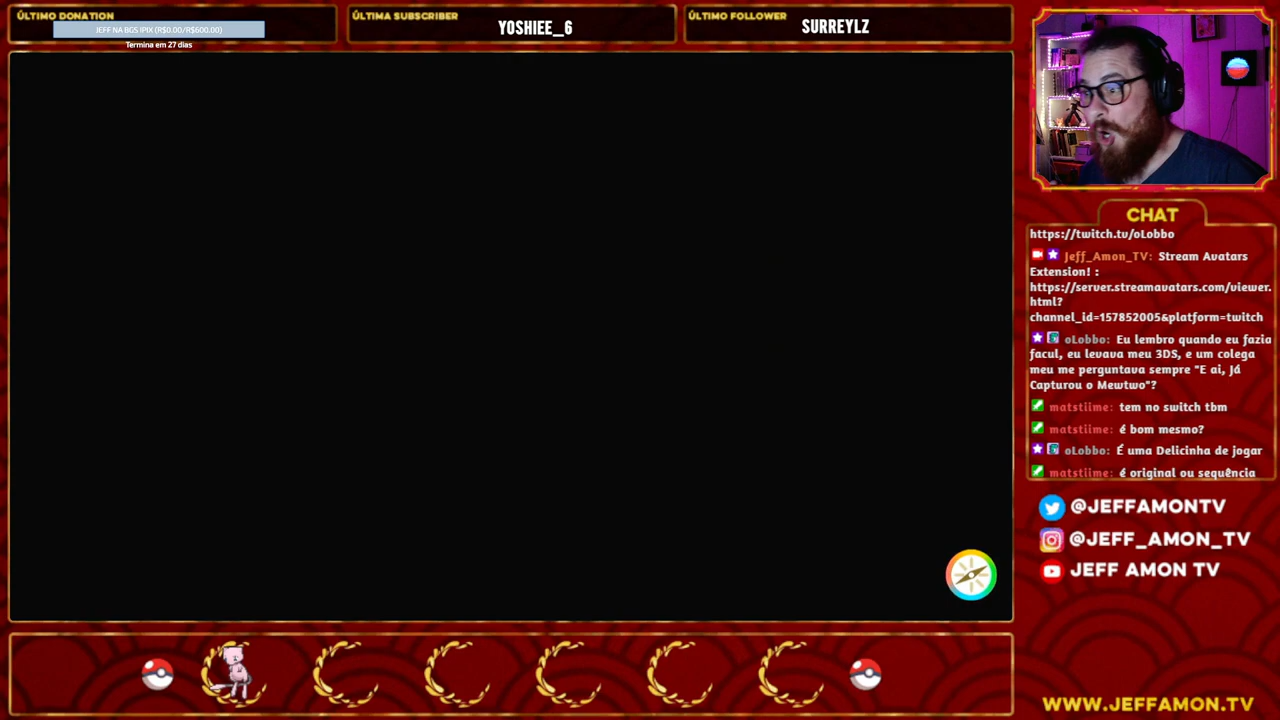 ÚLTIMO DONATION
JEFF NA BGS IPIX (R$0.00/R$600.00)
Termina em 27 dias
ÚLTIMA SUBSCRIBER
YOSHIEE_6
ÚLTIMO FOLLOWER
SURREYLZ
CHAT
https://twitch.tv/oLobbo
Jeff_Amon_TV: Stream Avatars
Extension! :
https://server.streamavatars.com/viewer.
html?
channel_id=157852005&platform=twitch
oLobbo: Eu lembro quando eu fazia
facul, eu levava meu 3DS, e um colega
meu me perguntava sempre "E ai, Já
Capturou o Mewtwo"?
matstiime: tem no switch tbm
matstiime: é bom mesmo?
oLobbo: É uma Delicinha de jogar
matstiime: é original ou sequência
@JEFFAMONTV
@JEFF_AMON_TV
JEFF AMON TV
WWW.JEFFAMON.TV